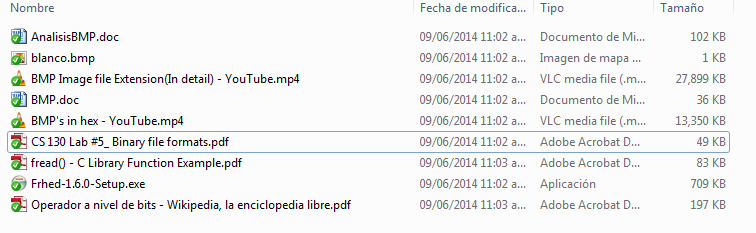 Nombre Fecha de modifica... Tipo Tamaño
AnalisisBMP.doc 09/06/2014 11:02 a... Documento de Mi... 102 KB
blanco.bmp 09/06/2014 11:02 a... Imagen de mapa ... 1 KB
BMP Image file Extension(In detail) - YouTube.mp4 09/06/2014 11:02 a... VLC media file (.m... 27,899 KB
BMP.doc 09/06/2014 11:02 a... Documento de Mi... 36 KB
BMP's in hex - YouTube.mp4 09/06/2014 11:02 a... VLC media file (.m... 13,350 KB
CS 130 Lab #5_ Binary file formats.pdf 09/06/2014 11:02 a... Adobe Acrobat D... 49 KB
fread() - C Library Function Example.pdf 09/06/2014 11:03 a... Adobe Acrobat D... 83 KB
Frhed-1.6.0-Setup.exe 09/06/2014 11:02 a... Aplicación 709 KB
Operador a nivel de bits - Wikipedia, la enciclopedia libre.pdf 09/06/2014 11:03 a... Adobe Acrobat D... 197 KB